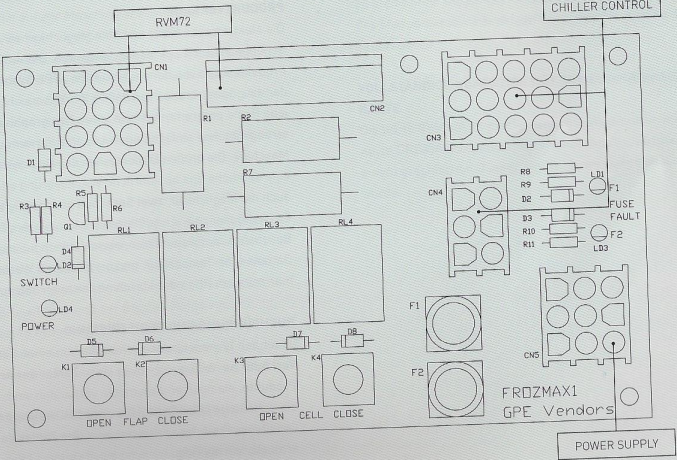 CHILLER CONTROL
RVM72
CN1
CN2
R1
R2
CN3
D1
R7
R8
R9
D2
LD1
F1
FUSE
FAULT
CN4
D3
R10
R11
F2
LD3
R3
R4
R5
Q1
R6
RL1
RL2
RL3
RL4
D4
LD2
SWITCH
LD4
POWER
F1
D5
D6
D7
D8
CN5
K1
K2
K3
K4
F2
OPEN FLAP CLOSE
OPEN CELL CLOSE
FROZMAX1
GPE Vendors
POWER SUPPLY